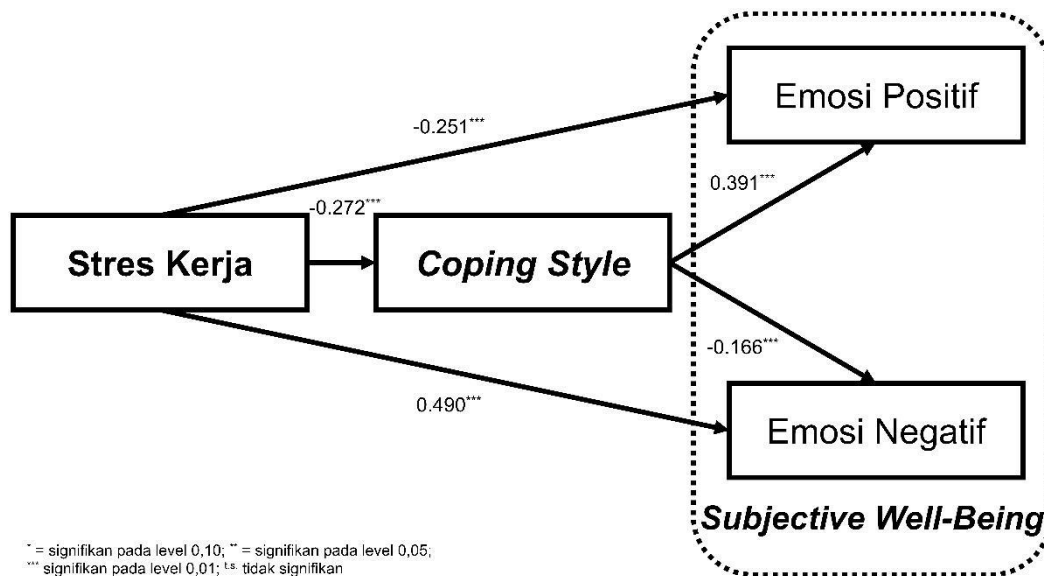 Emosi Positif
-0.251***
0.391***
-0.272***
Stres Kerja
Coping Style
-0.166***
0.490***
Emosi Negatif
Subjective Well-Being
* = signifikan pada level 0,10; ** = signifikan pada level 0,05;
*** signifikan pada level 0,01; t.s. tidak signifikan